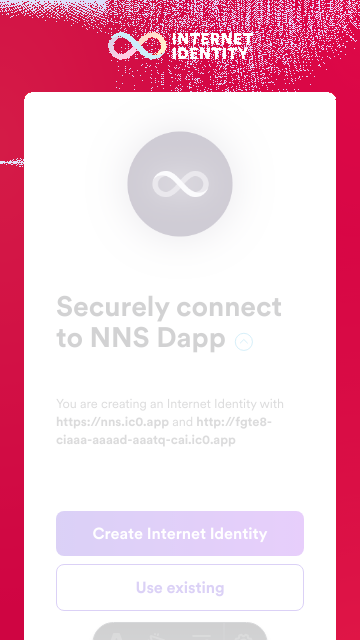 INTERNET
IDENTITY
Securely connect
to NNS Dapp
You are creating an Internet Identity with
https://nns.ic0.app and http://fgte8-
ciaaa-aaaad-aaatq-cai.ic0.app
Create Internet Identity
Use existing